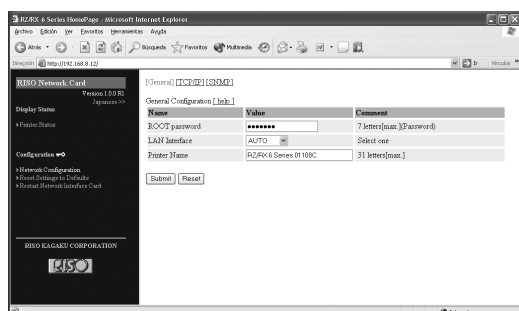 RZ/RX 6 Series HomePage - Microsoft Internet Explorer
Archivo Edición Ver Favoritos Herramientas Ayuda
Atrás Búsqueda Favoritos Multimedia
Dirección http://192.168.8.12/ Ir Vínculos »
RISO Network Card
Version 1.0.0 R1
Japanese >>
Display Status
Printer Status
Configuration
Network Configuration
Reset Settings to Defaults
Restart Network Interface Card
RISO KAGAKU CORPORATION
RISO
[General] [TCP/IP] [SNMP]
General Configuration [ help ]
Name Value Comment
ROOT password ••••••• 7 letters[max.](Password)
LAN Interface AUTO Select one
Printer Name RZ/RX 6 Series 01108C 31 letters[max.]
Submit Reset